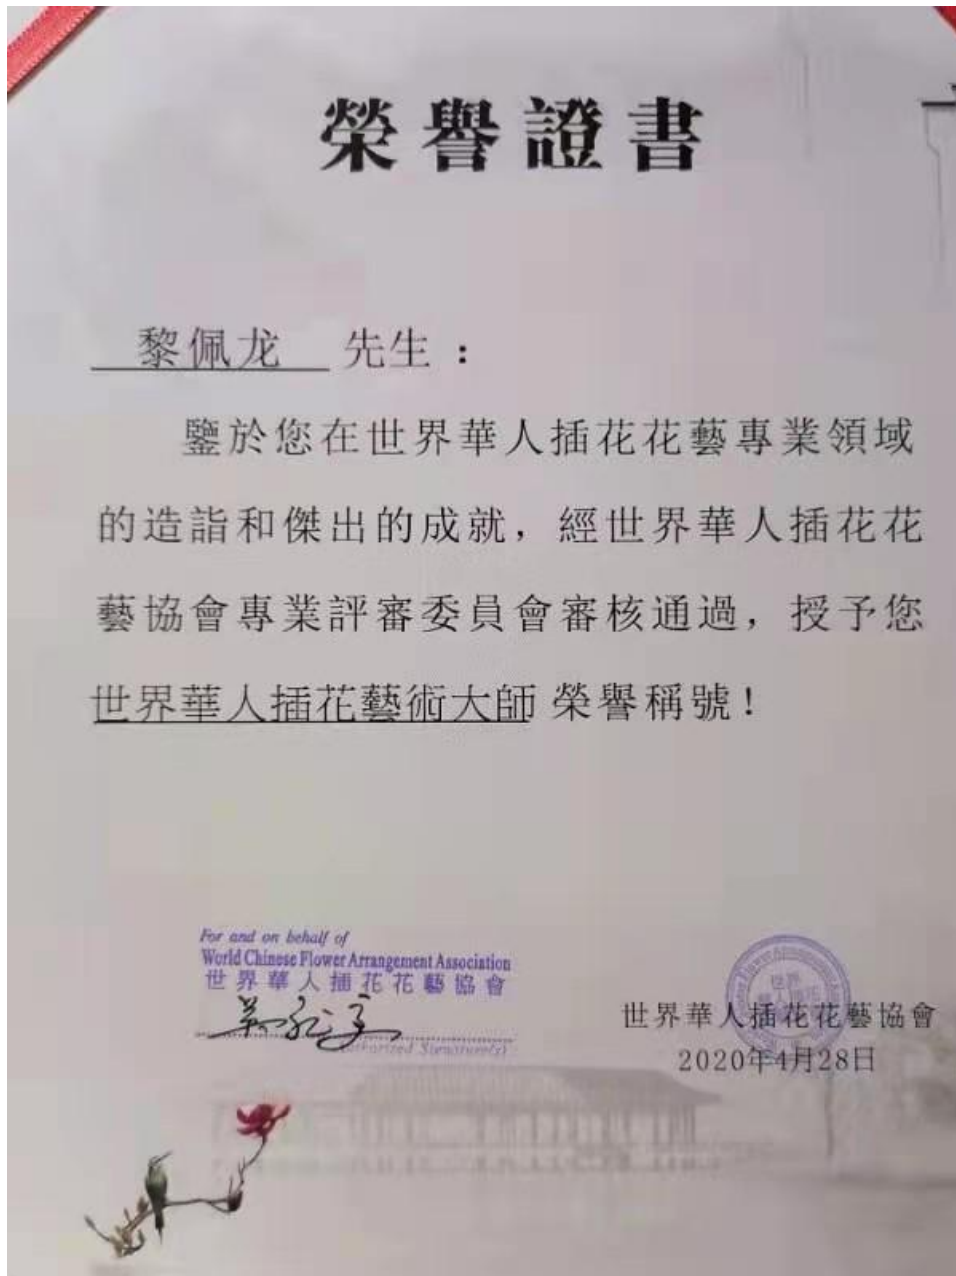 榮譽證書
黎佩龙 先生：
鑒於您在世界華人插花花藝專業領域
的造詣和傑出的成就，經世界華人插花花
藝協會專業評審委員會審核通過，授予您
世界華人插花藝術大師 榮譽稱號！
For and on behalf of
World Chinese Flower Arrangement Association
世界華人插花花藝協會
Authorized Signature(s)
世界華人插花花藝協會
2020年4月28日